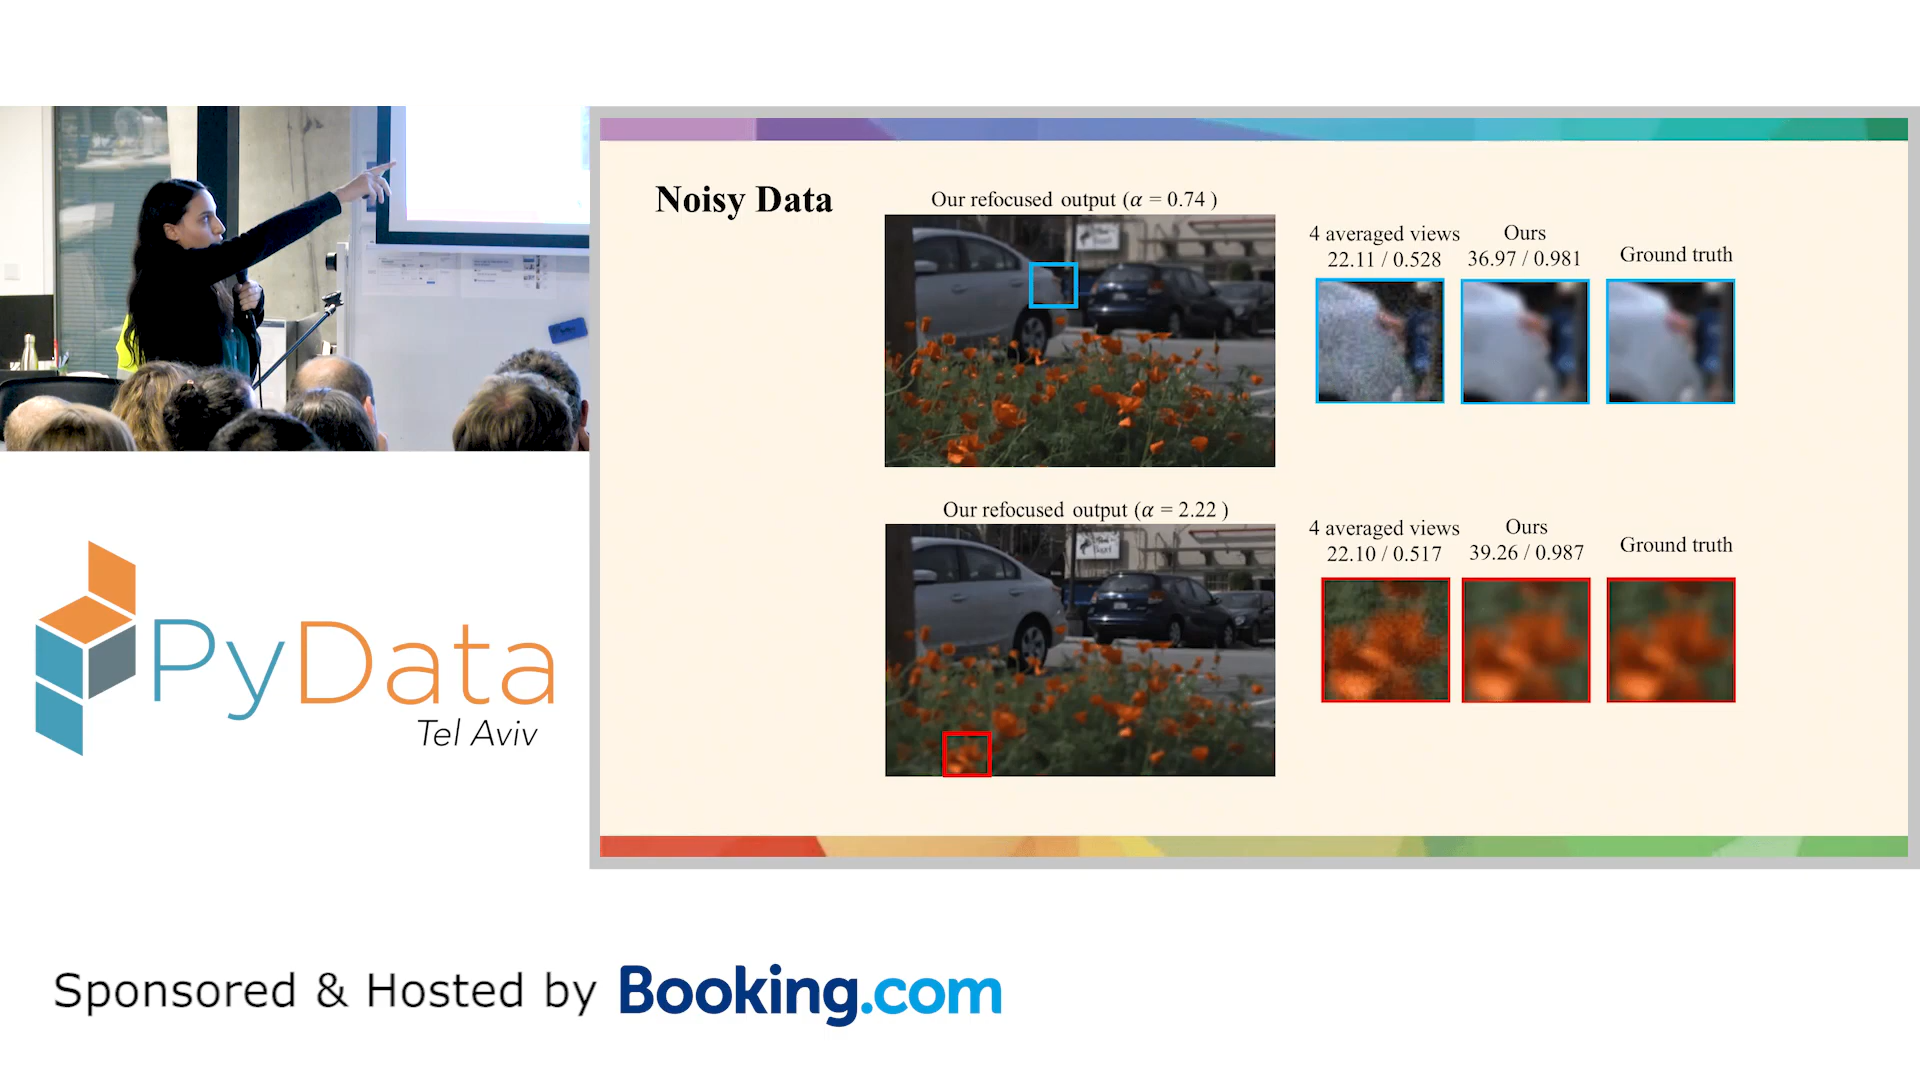 Noisy Data
Our refocused output (α = 0.74 )
4 averaged views
22.11 / 0.528
Ours
36.97 / 0.981
Ground truth
Our refocused output (α = 2.22 )
4 averaged views
22.10 / 0.517
Ours
39.26 / 0.987
Ground truth
PyData
Tel Aviv
Sponsored & Hosted by Booking.com